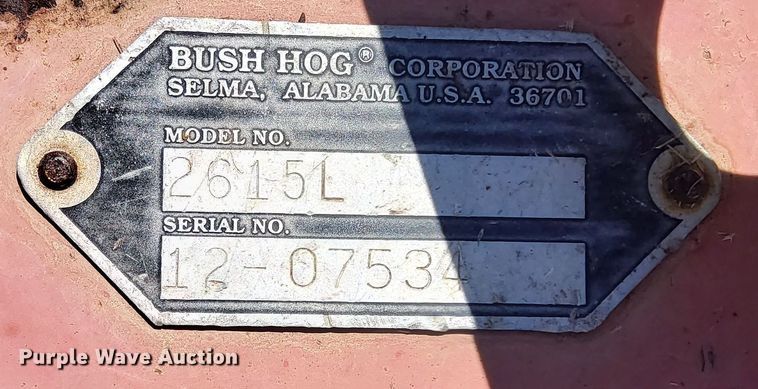 BUSH HOG® CORPORATION
SELMA, ALABAMA U.S.A. 36701
MODEL NO.
2615L
SERIAL NO.
12-07534
Purple Wave Auction